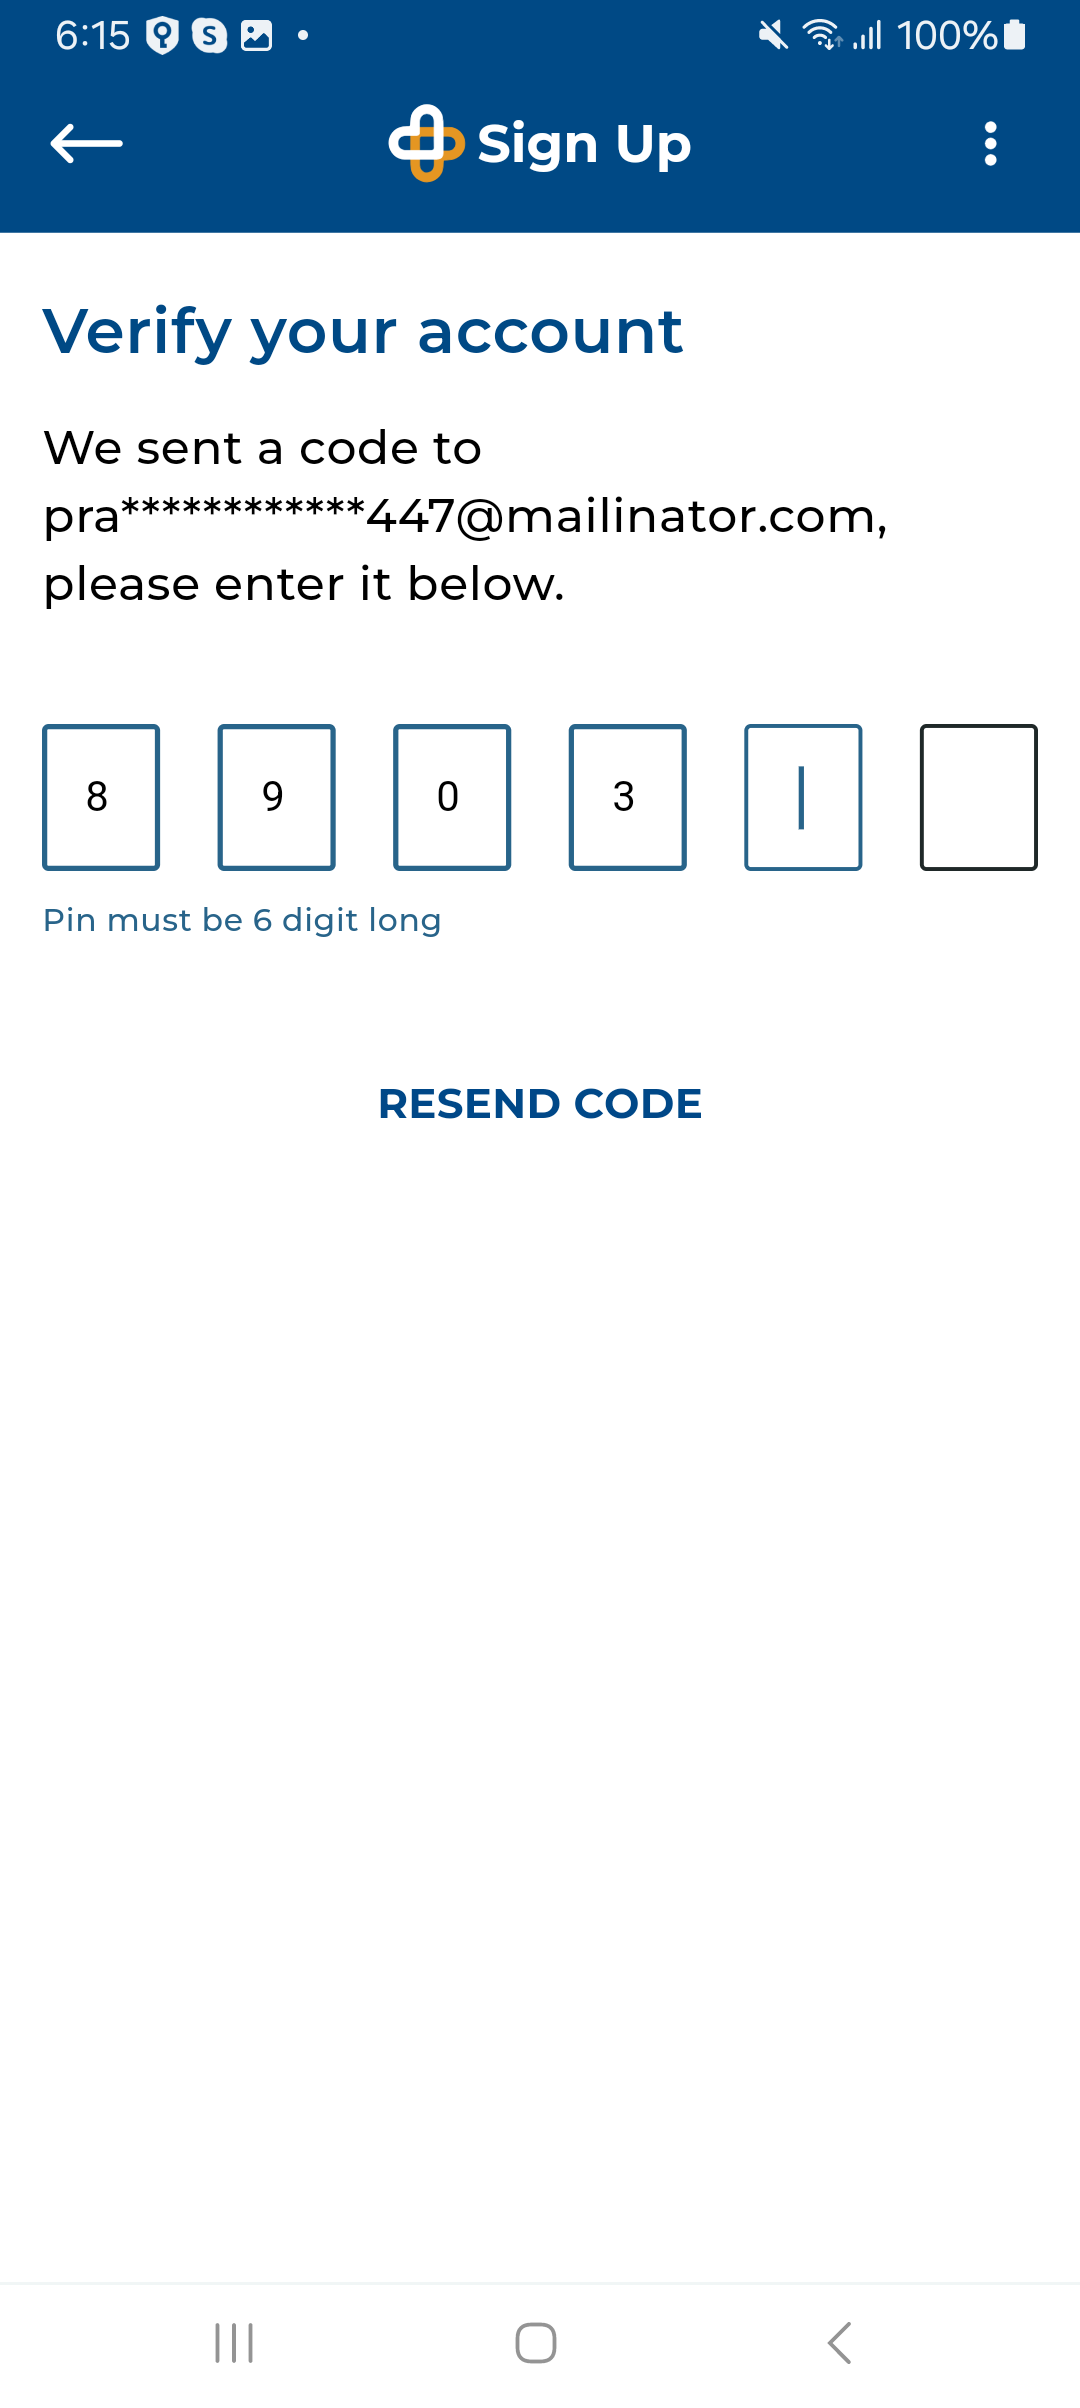 6:15 S 100%
Sign Up
Verify your account
We sent a code to
pra************447@mailinator.com,
please enter it below.
8 9 0 3
Pin must be 6 digit long
RESEND CODE